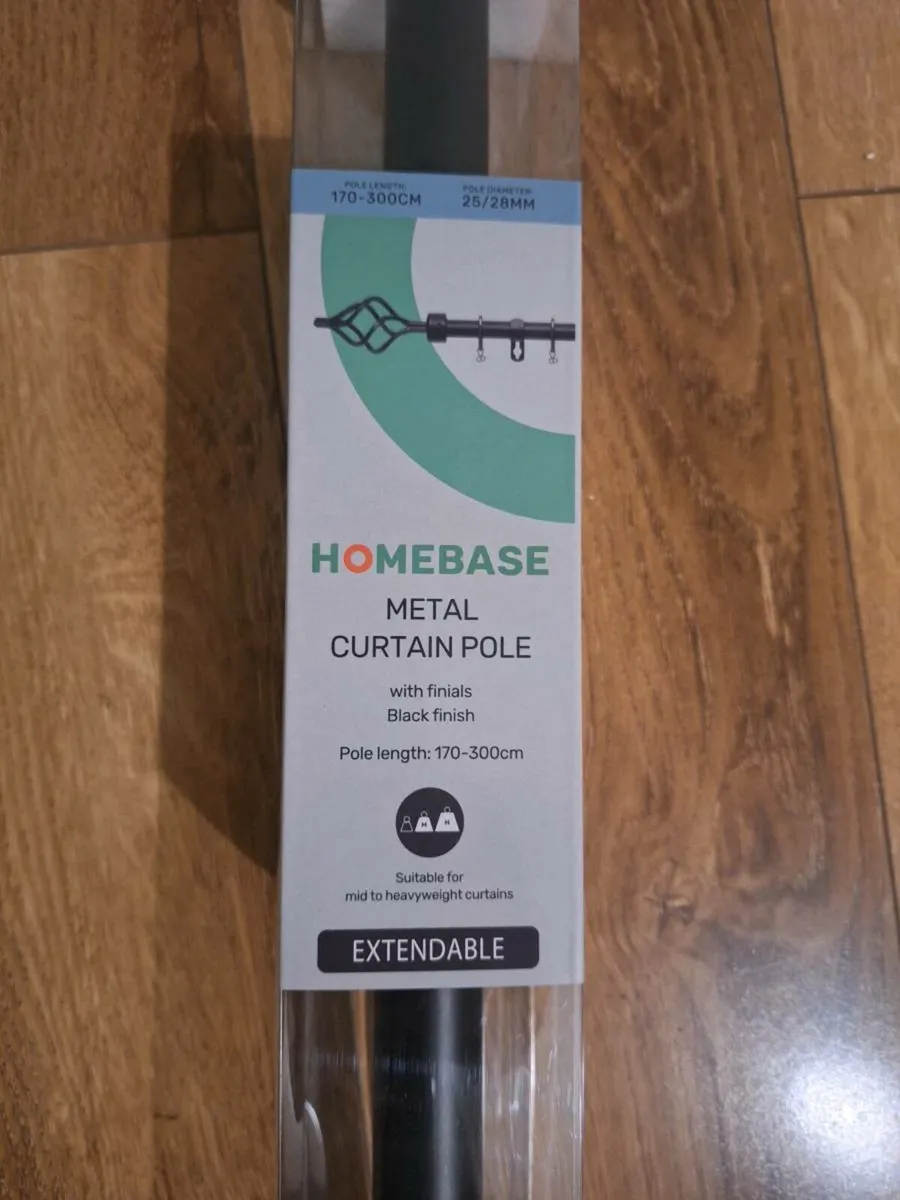 POLE LENGTH:
170-300CM
POLE DIAMETER:
25/28MM
HOMEBASE
METAL
CURTAIN POLE
with finials
Black finish
Pole length: 170-300cm
M H
Suitable for
mid to heavyweight curtains
EXTENDABLE